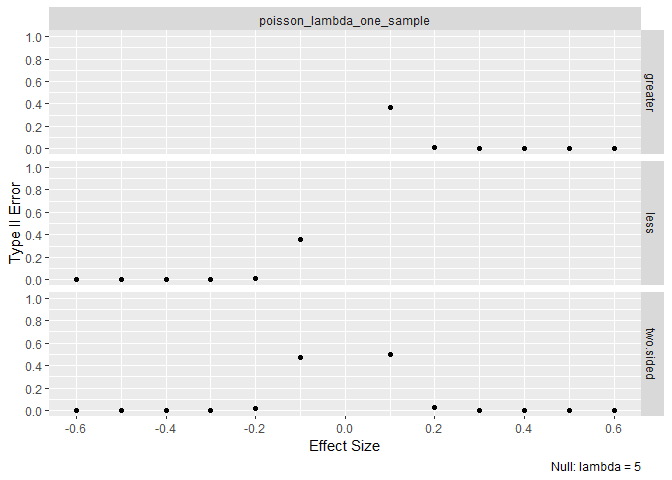 poisson_lambda_one_sample
1.0
0.8
0.6
0.4
0.2
0.0
greater
1.0
0.8
0.6
0.4
0.2
0.0
less
1.0
0.8
0.6
0.4
0.2
0.0
two.sided
Type II Error
-0.6 -0.4 -0.2 0.0 0.2 0.4 0.6
Effect Size
Null: lambda = 5